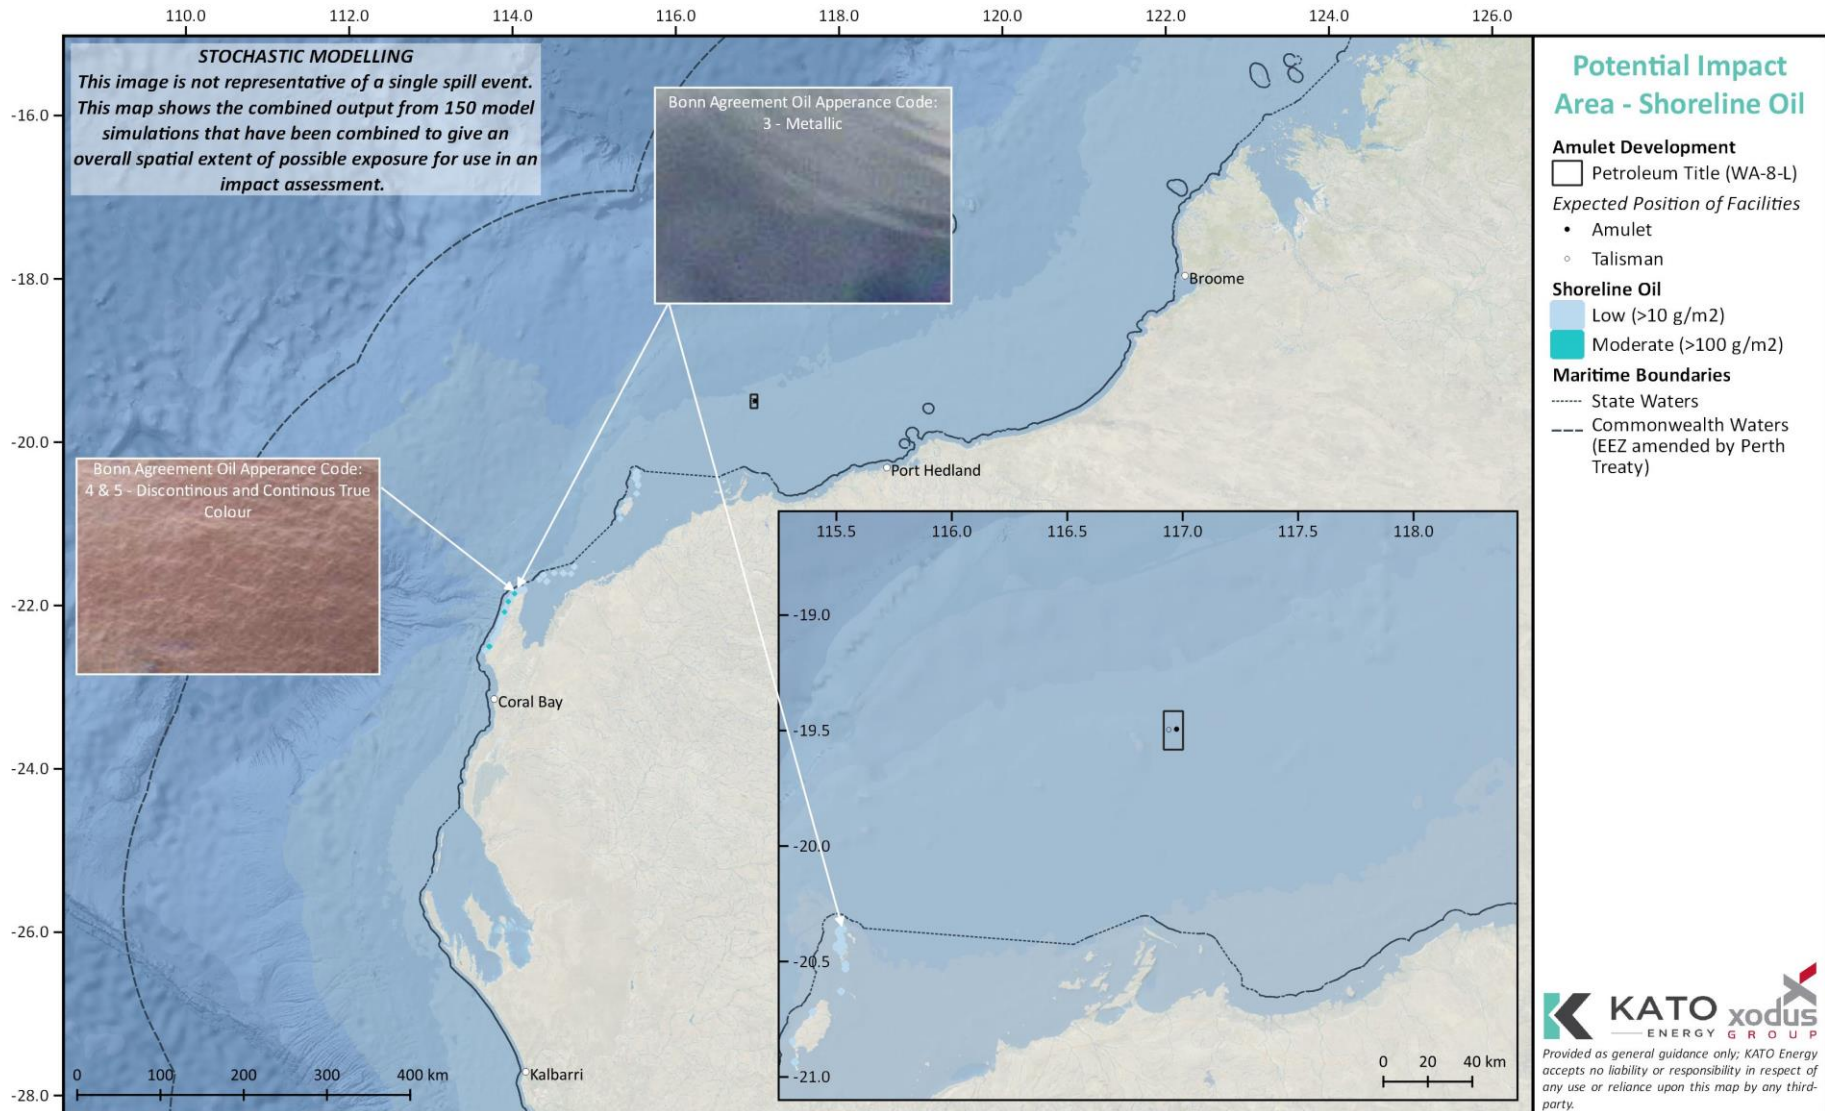 110.0 112.0 114.0 116.0 118.0 120.0 122.0 124.0 126.0
STOCHASTIC MODELLING
This image is not representative of a single spill event.
This map shows the combined output from 150 model
simulations that have been combined to give an
overall spatial extent of possible exposure for use in an
impact assessment.
Bonn Agreement Oil Apperance Code:
3 - Metallic
-16.0
-18.0
-20.0
-22.0
-24.0
-26.0
-28.0
Broome
Port Hedland
Bonn Agreement Oil Apperance Code:
4 & 5 - Discontinous and Continous True
Colour
Coral Bay
Kalbarri
0 100 200 300 400 km
115.5 116.0 116.5 117.0 117.5 118.0
-19.0
-19.5
-20.0
-20.5
-21.0
0 20 40 km
Potential Impact
Area - Shoreline Oil
Amulet Development
Petroleum Title (WA-8-L)
Expected Position of Facilities
Amulet
Talisman
Shoreline Oil
Low (>10 g/m2)
Moderate (>100 g/m2)
Maritime Boundaries
State Waters
Commonwealth Waters
(EEZ amended by Perth
Treaty)
KATO
ENERGY
xodus
GROUP
Provided as general guidance only; KATO Energy
accepts no liability or responsibility in respect of
any use or reliance upon this map by any third-
party.